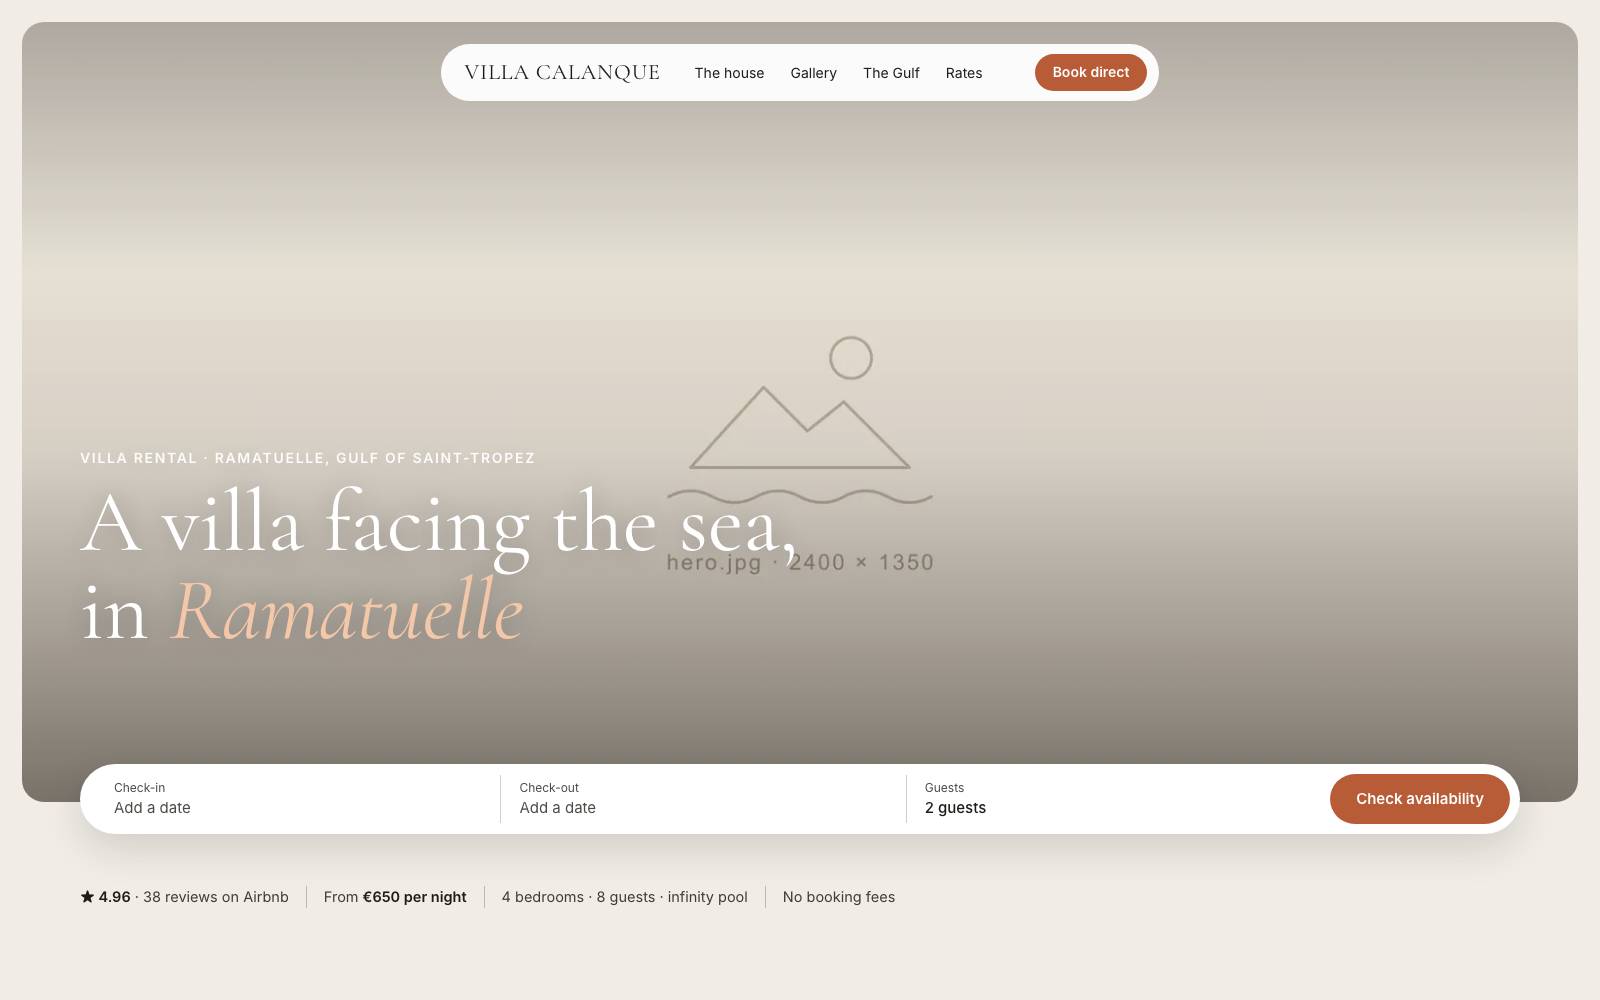 VILLA CALANQUE The house Gallery The Gulf Rates Book direct
VILLA RENTAL · RAMATUELLE, GULF OF SAINT-TROPEZ
A villa facing the sea,
hero.jpg · 2400 × 1350
in Ramatuelle
Check-in
Add a date
Check-out
Add a date
Guests
2 guests
Check availability
★ 4.96 · 38 reviews on Airbnb
From €650 per night
4 bedrooms · 8 guests · infinity pool
No booking fees